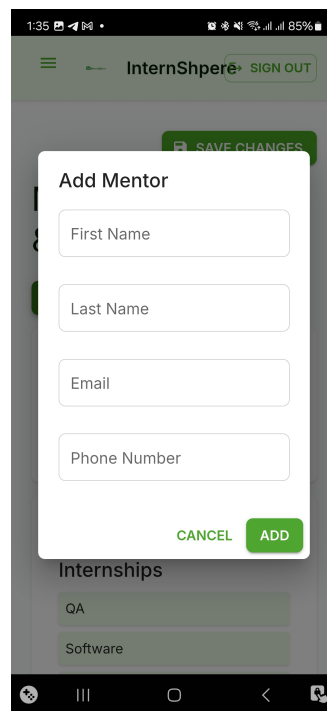 1:35
85%
InternShpere
SIGN OUT
SAVE CHANGES
Add Mentor
First Name
Last Name
Email
Phone Number
CANCEL
ADD
Internships
QA
Software